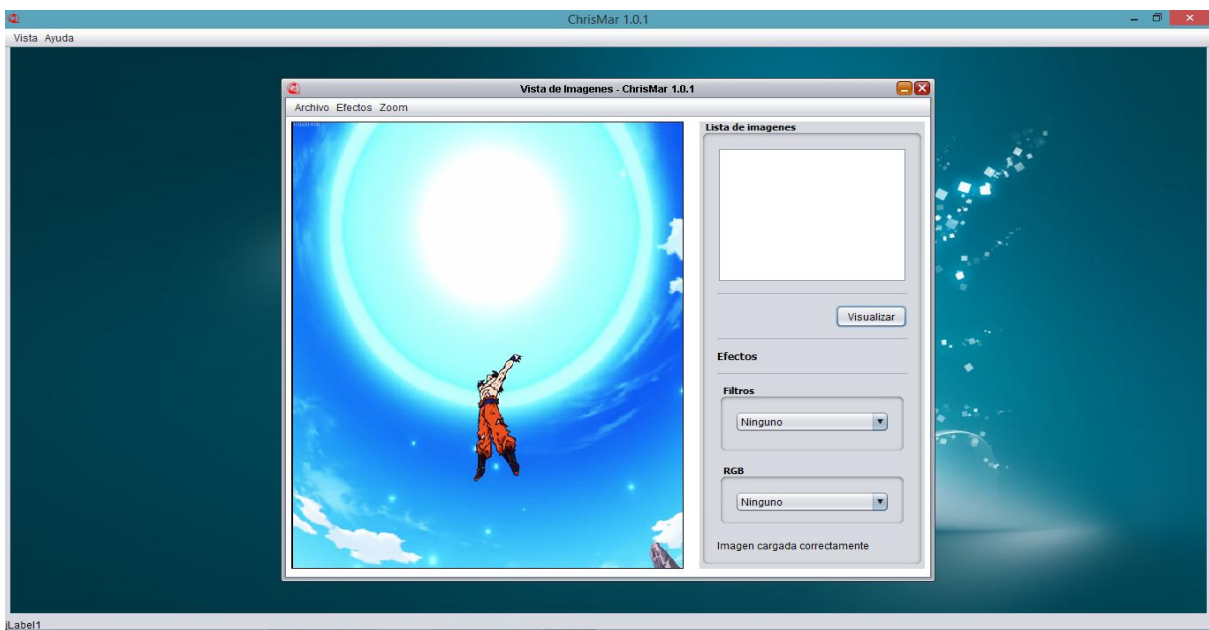 ChrisMar 1.0.1
Vista Ayuda
Vista de Imagenes - ChrisMar 1.0.1
Archivo Efectos Zoom
Lista de imagenes
Visualizar
Efectos
Filtros
Ninguno
RGB
Ninguno
Imagen cargada correctamente
jLabel1